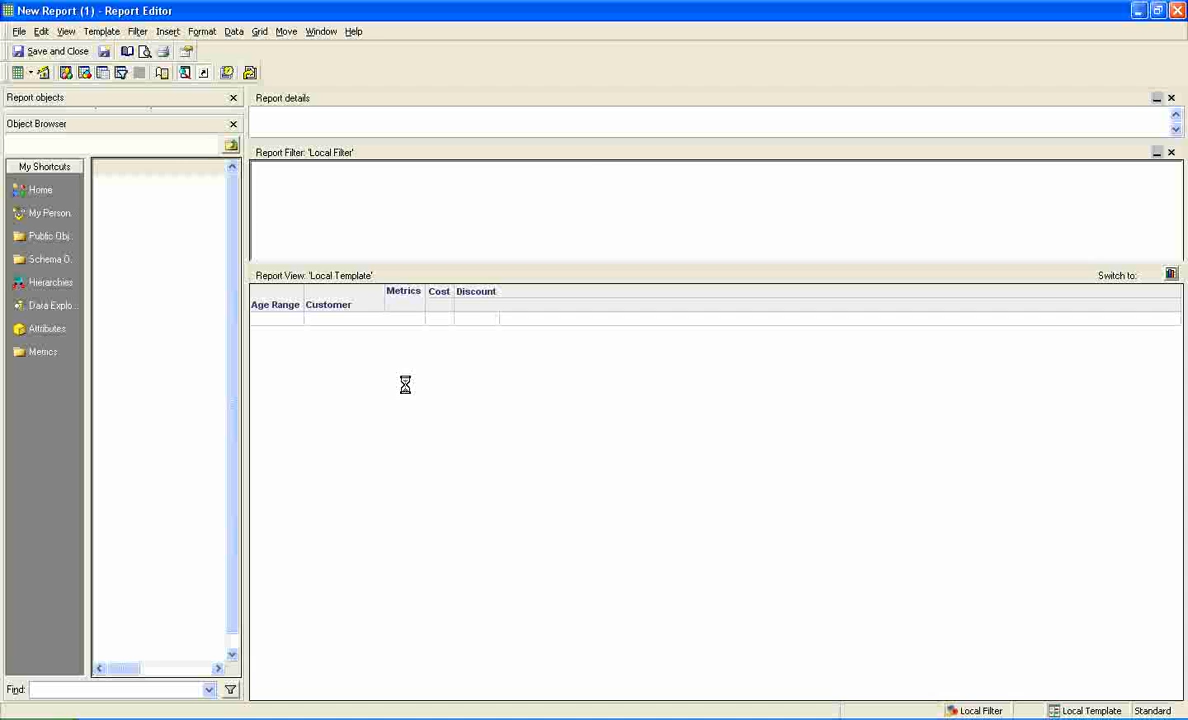 New Report (1) - Report Editor
File Edit View Template Filter Insert Format Data Grid Move Window Help
Save and Close
Report objects
Object Browser
My Shortcuts
Home
My Person.
Public Obj.
Schema O.
Hierarchies
Data Explo..
Attributes
Metrics
Find:
Report details
Report Filter: 'Local Filter'
Report View: 'Local Template'
Switch to:
Metrics Cost Discount
Age Range Customer
Local Filter Local Template Standard